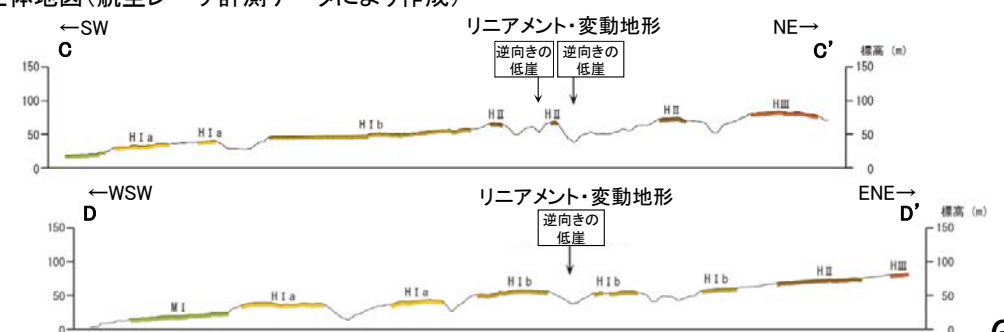 立体地図（航空レーザ計測データにより作成）
←SW
リニアメント・変動地形
NE→
C
逆向きの
低崖
逆向きの
低崖
C'
標高 (m)
150
100
50
0
HⅠa
HⅠa
HⅠb
HⅡ
HⅡ
HⅡ
HⅢ
150
100
50
0
←WSW
リニアメント・変動地形
ENE→
D
逆向きの
低崖
D'
標高 (m)
150
100
50
0
MⅠ
HⅠa
HⅠa
HⅠb
HⅠb
HⅠb
HⅡ
HⅢ
150
100
50
0